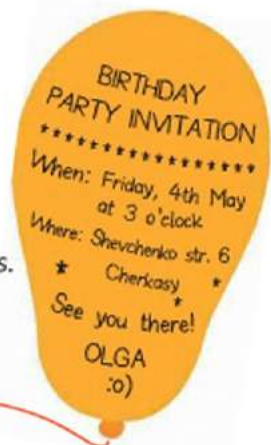 BIRTHDAY
PARTY INVITATION
*****************
When: Friday, 4th May
at 3 o'clock
Where: Shevchenko str. 6
* Cherkasy *
*
See you there!
OLGA
:o)